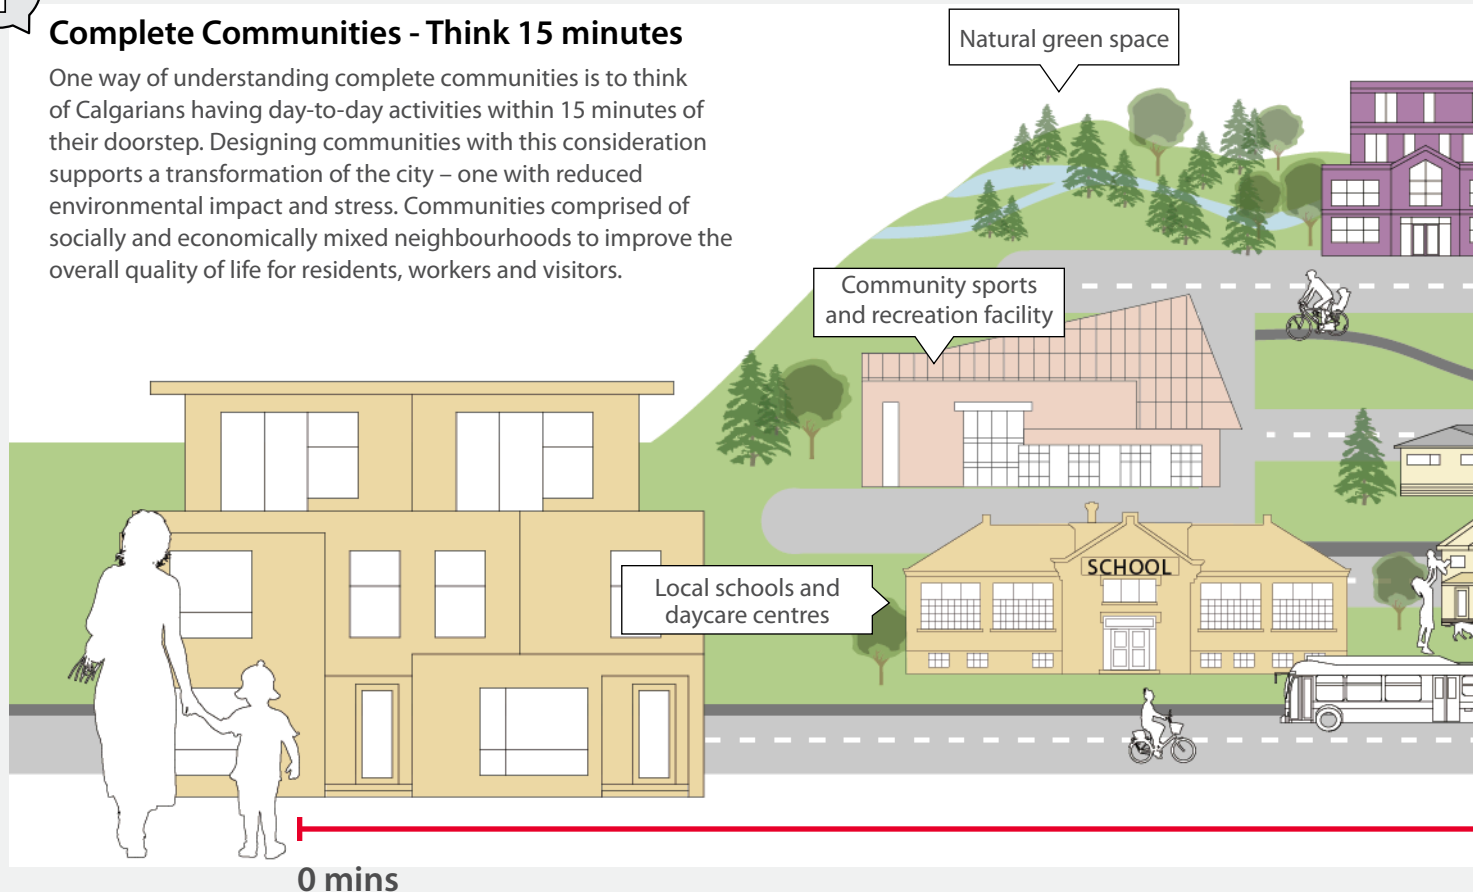 Complete Communities - Think 15 minutes
One way of understanding complete communities is to think
of Calgarians having day-to-day activities within 15 minutes of
their doorstep. Designing communities with this consideration
supports a transformation of the city – one with reduced
environmental impact and stress. Communities comprised of
socially and economically mixed neighbourhoods to improve the
overall quality of life for residents, workers and visitors.
Natural green space
Community sports
and recreation facility
Local schools and
daycare centres
SCHOOL
0 mins